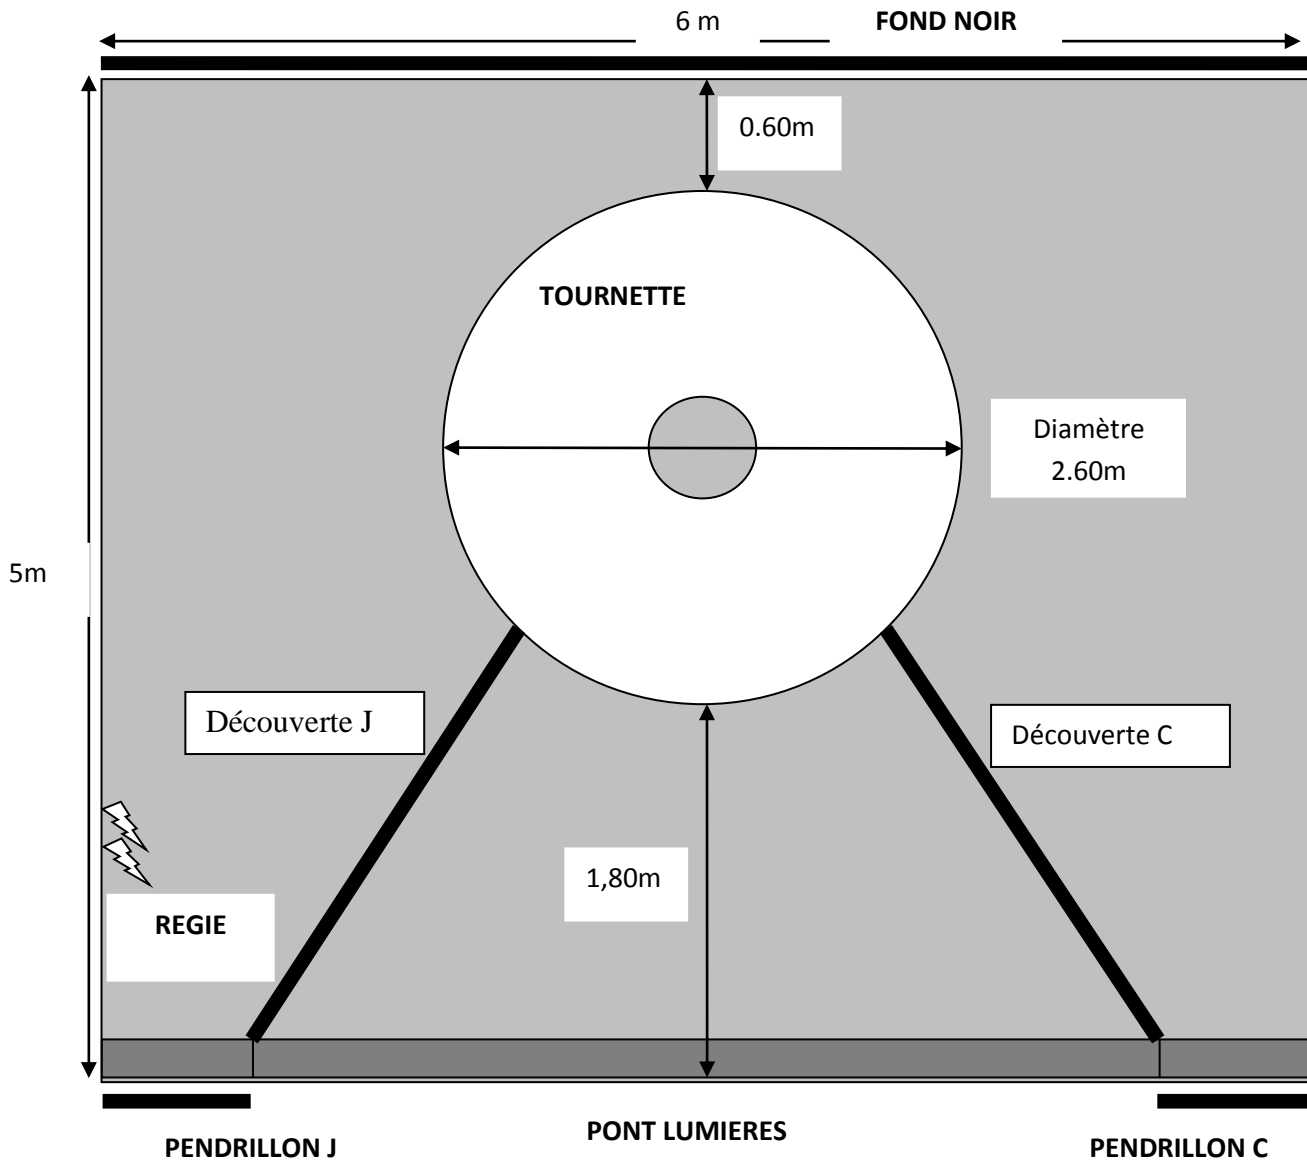 6 m
FOND NOIR
0.60m
TOURNETTE
Diamètre
2.60m
5m
Découverte J
Découverte C
1,80m
REGIE
PONT LUMIERES
PENDRILLON J
PENDRILLON C